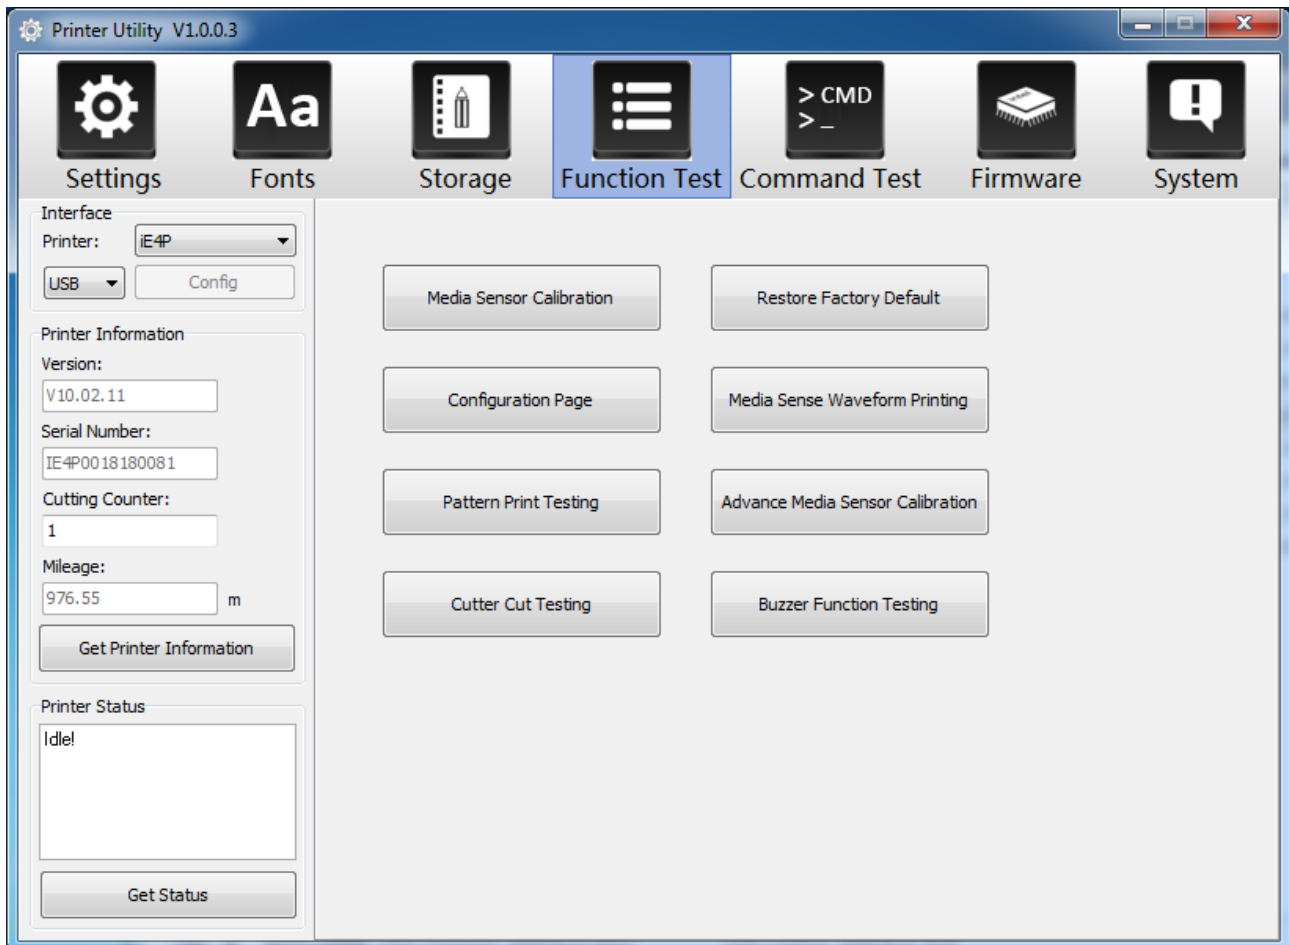 Printer Utility V1.0.0.3
Aa
> CMD
> _
Settings
Fonts
Storage
Function Test
Command Test
Firmware
System
Interface
Printer:
iE4P
USB
Config
Printer Information
Version:
V10.02.11
Serial Number:
IE4P0018180081
Cutting Counter:
1
Mileage:
976.55
m
Get Printer Information
Printer Status
Idle!
Get Status
Media Sensor Calibration
Restore Factory Default
Configuration Page
Media Sense Waveform Printing
Pattern Print Testing
Advance Media Sensor Calibration
Cutter Cut Testing
Buzzer Function Testing